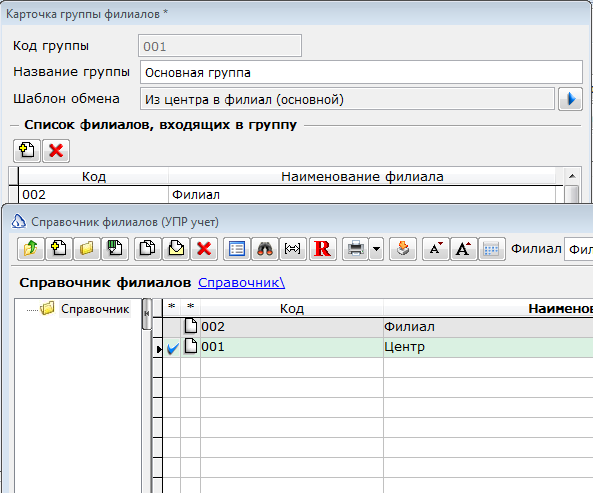 Карточка группы филиалов *
Код группы 001
Название группы Основная группа
Шаблон обмена Из центра в филиал (основной)
Список филиалов, входящих в группу
Код Наименование филиала
002 Филиал
Справочник филиалов (УПР учет)
R A A Филиал Фил
Справочник филиалов Справочник\
Справочник * * Код Наименов
002 Филиал
001 Центр